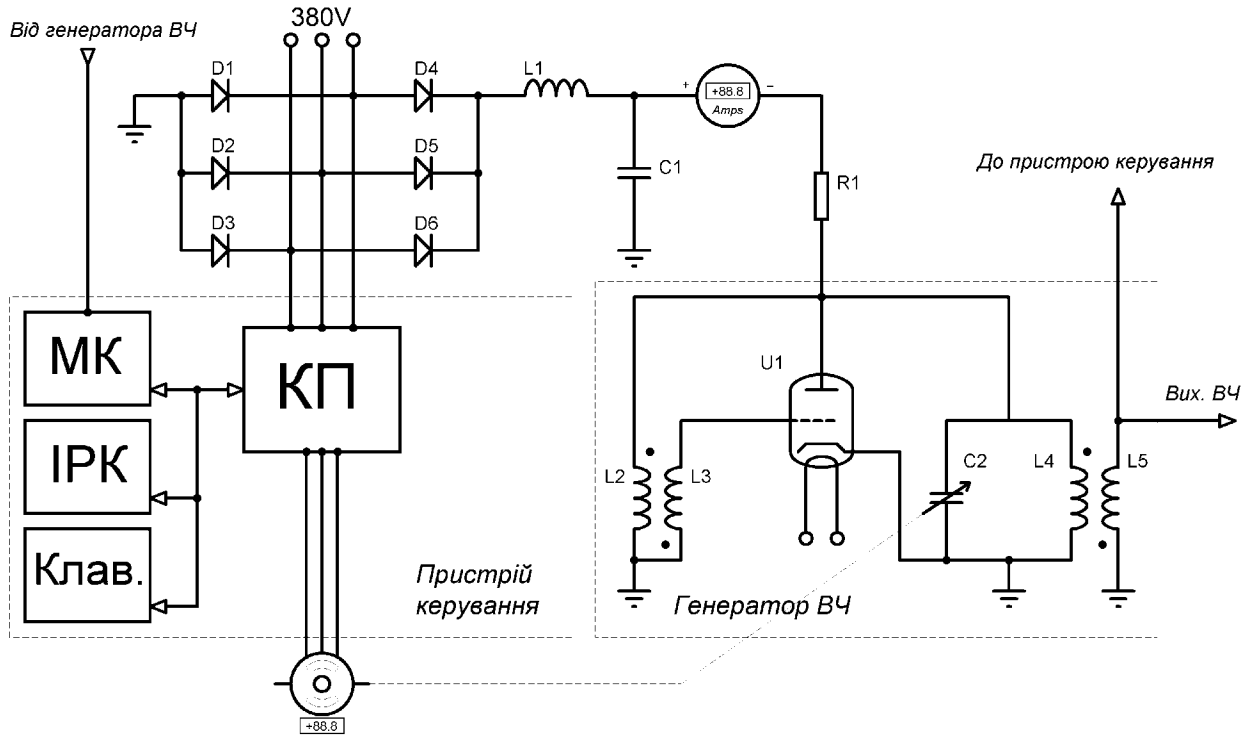 380V
Від генератора ВЧ
D1
D4
L1
+
+88.8
Amps
−
D2
D5
C1
До пристрою керування
R1
D3
D6
МК
КП
U1
Вих. ВЧ
ІРК
L2
L3
C2
L4
L5
Клав.
Пристрій
керування
Генератор ВЧ
+88.8